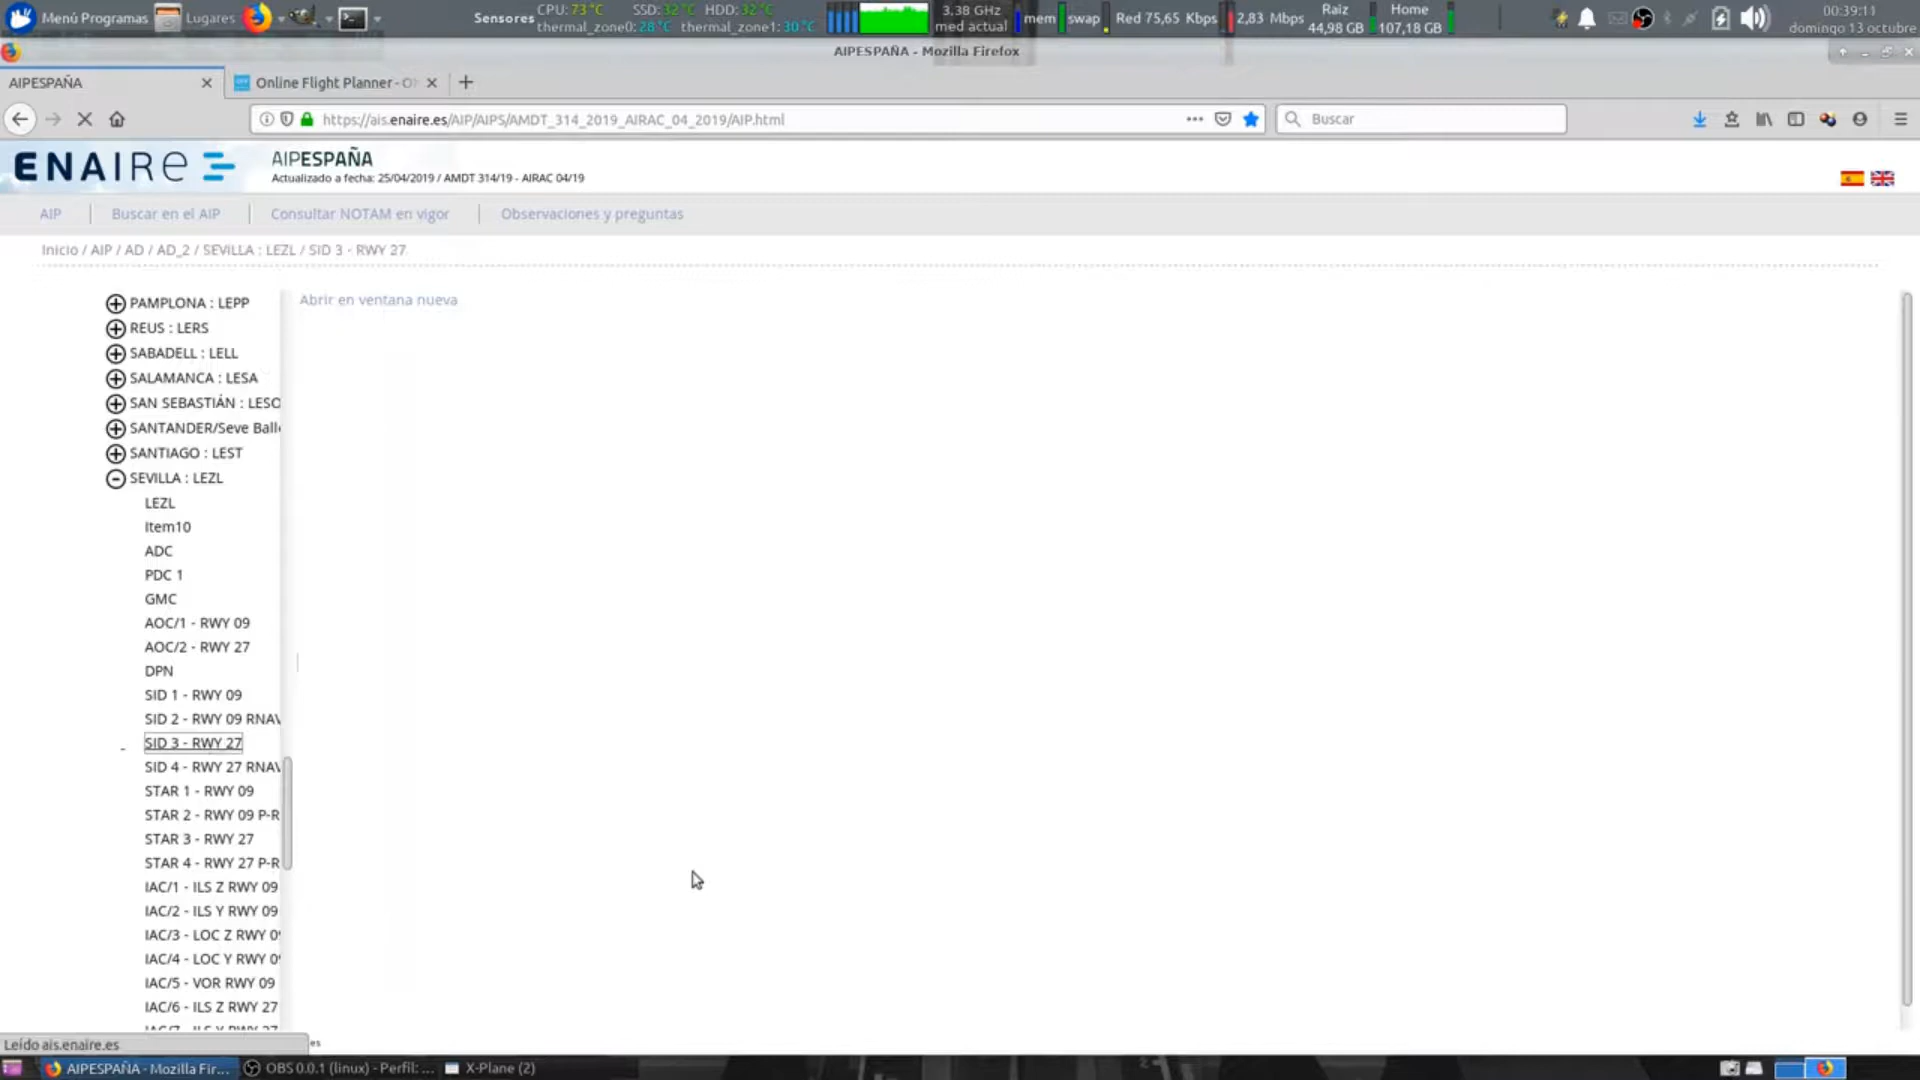 Menú Programas Lugares Sensores CPU: 73°C SSD: 32°C HDD: 32°C 3,38 GHz mem swap Red 75,65 Kbps 2,83 Mbps Raiz Home 00:39:11
thermal_zone0: 28°C thermal_zone1: 30°C med actual 44,98 GB 107,18 GB domingo 13 octubre
AIPESPAÑA - Mozilla Firefox
AIPESPAÑA Online Flight Planner - O
https://ais.enaire.es/AIP/AIPS/AMDT_314_2019_AIRAC_04_2019/AIP.html Buscar
ENAIRe AIPESPAÑA
Actualizado a fecha: 25/04/2019 / AMDT 314/19 - AIRAC 04/19
AIP Buscar en el AIP Consultar NOTAM en vigor Observaciones y preguntas
Inicio / AIP / AD / AD_2 / SEVILLA : LEZL / SID 3 - RWY 27
Abrir en ventana nueva
PAMPLONA : LEPP
REUS : LERS
SABADELL : LELL
SALAMANCA : LESA
SAN SEBASTIÁN : LESO
SANTANDER/Seve Ball
SANTIAGO : LEST
SEVILLA : LEZL
LEZL
Item10
ADC
PDC 1
GMC
AOC/1 - RWY 09
AOC/2 - RWY 27
DPN
SID 1 - RWY 09
SID 2 - RWY 09 RNAV
SID 3 - RWY 27
SID 4 - RWY 27 RNAV
STAR 1 - RWY 09
STAR 2 - RWY 09 P-R
STAR 3 - RWY 27
STAR 4 - RWY 27 P-R
IAC/1 - ILS Z RWY 09
IAC/2 - ILS Y RWY 09
IAC/3 - LOC Z RWY 09
IAC/4 - LOC Y RWY 09
IAC/5 - VOR RWY 09
IAC/6 - ILS Z RWY 27
IAC/7 - ILS Y RWY 27
Leído ais.enaire.es es
AIPESPAÑA - Mozilla Fir... OBS 0.0.1 (linux) - Perfil: ... X-Plane (2)